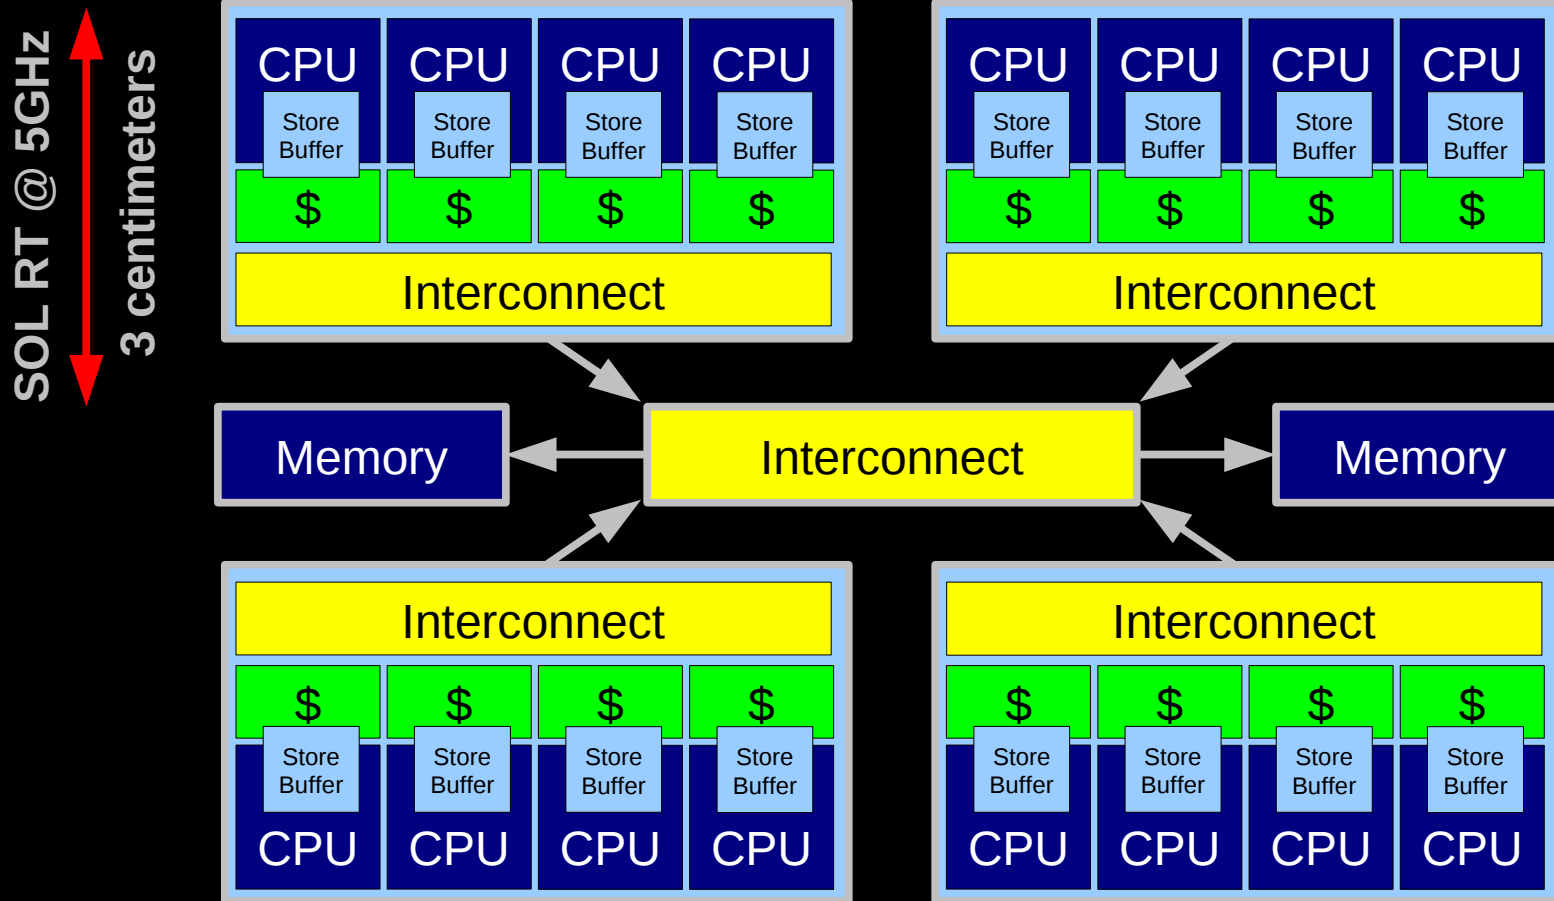 SOL RT @ 5GHz
3 centimeters
CPU CPU CPU CPU
Store Store Store Store
Buffer Buffer Buffer Buffer
$ $ $ $
Interconnect
CPU CPU CPU CPU
Store Store Store Store
Buffer Buffer Buffer Buffer
$ $ $ $
Interconnect
Memory Interconnect Memory
Interconnect
$ $ $ $
Store Store Store Store
Buffer Buffer Buffer Buffer
CPU CPU CPU CPU
Interconnect
$ $ $ $
Store Store Store Store
Buffer Buffer Buffer Buffer
CPU CPU CPU CPU